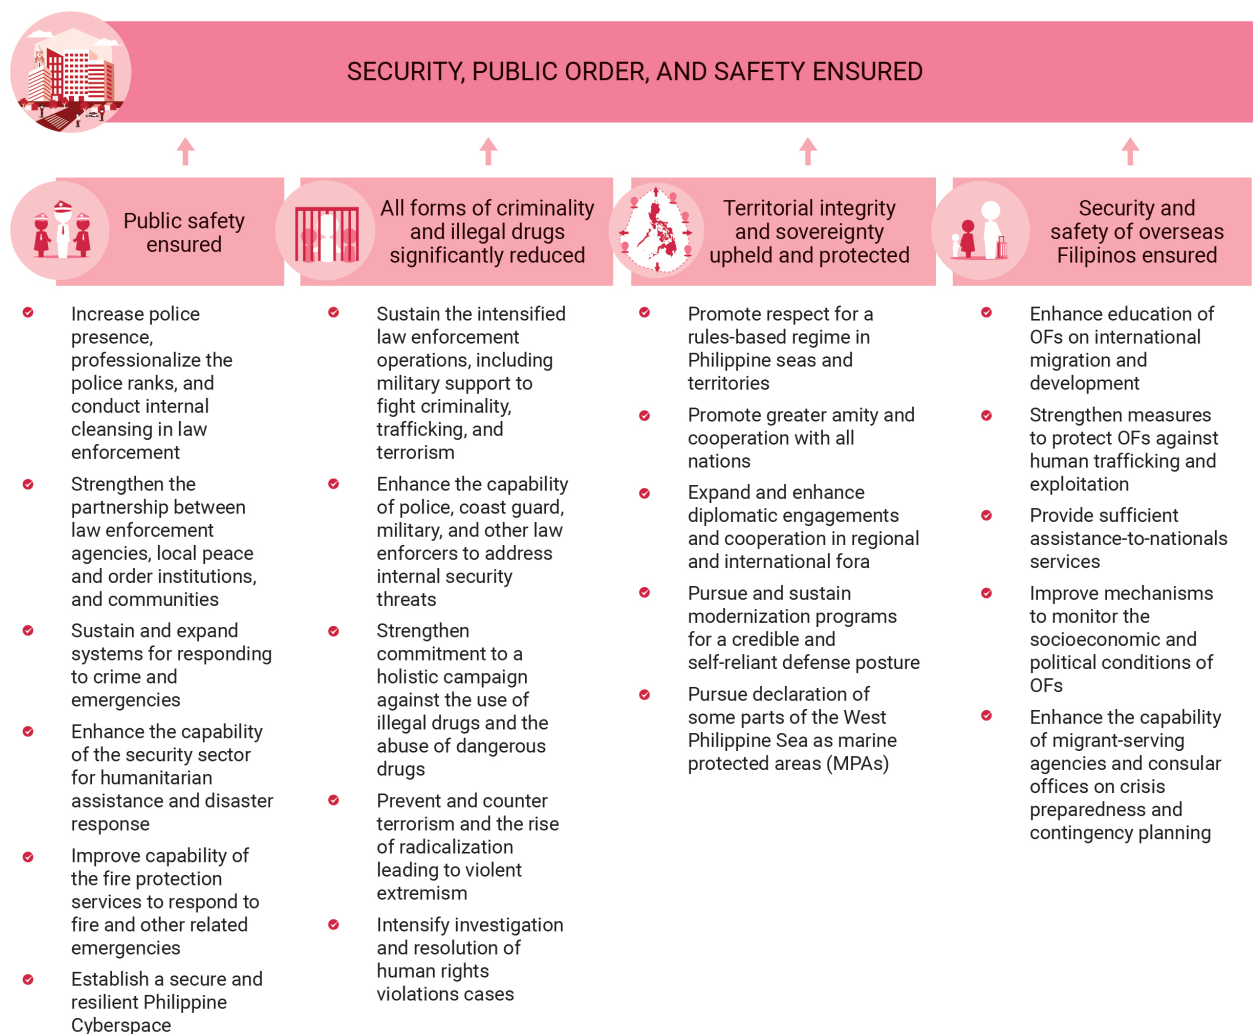 SECURITY, PUBLIC ORDER, AND SAFETY ENSURED
Public safety
ensured
Increase police
presence,
professionalize the
police ranks, and
conduct internal
cleansing in law
enforcement
Strengthen the
partnership between
law enforcement
agencies, local peace
and order institutions,
and communities
Sustain and expand
systems for responding
to crime and
emergencies
Enhance the capability
of the security sector
for humanitarian
assistance and disaster
response
Improve capability of
the fire protection
services to respond to
fire and other related
emergencies
Establish a secure and
resilient Philippine
Cyberspace
All forms of criminality
and illegal drugs
significantly reduced
Sustain the intensified
law enforcement
operations, including
military support to
fight criminality,
trafficking, and
terrorism
Enhance the capability
of police, coast guard,
military, and other law
enforcers to address
internal security
threats
Strengthen
commitment to a
holistic campaign
against the use of
illegal drugs and the
abuse of dangerous
drugs
Prevent and counter
terrorism and the rise
of radicalization
leading to violent
extremism
Intensify investigation
and resolution of
human rights
violations cases
Territorial integrity
and sovereignty
upheld and protected
Promote respect for a
rules-based regime in
Philippine seas and
territories
Promote greater amity and
cooperation with all
nations
Expand and enhance
diplomatic engagements
and cooperation in regional
and international fora
Pursue and sustain
modernization programs
for a credible and
self-reliant defense posture
Pursue declaration of
some parts of the West
Philippine Sea as marine
protected areas (MPAs)
Security and
safety of overseas
Filipinos ensured
Enhance education of
OFs on international
migration and
development
Strengthen measures
to protect OFs against
human trafficking and
exploitation
Provide sufficient
assistance-to-nationals
services
Improve mechanisms
to monitor the
socioeconomic and
political conditions of
OFs
Enhance the capability
of migrant-serving
agencies and consular
offices on crisis
preparedness and
contingency planning